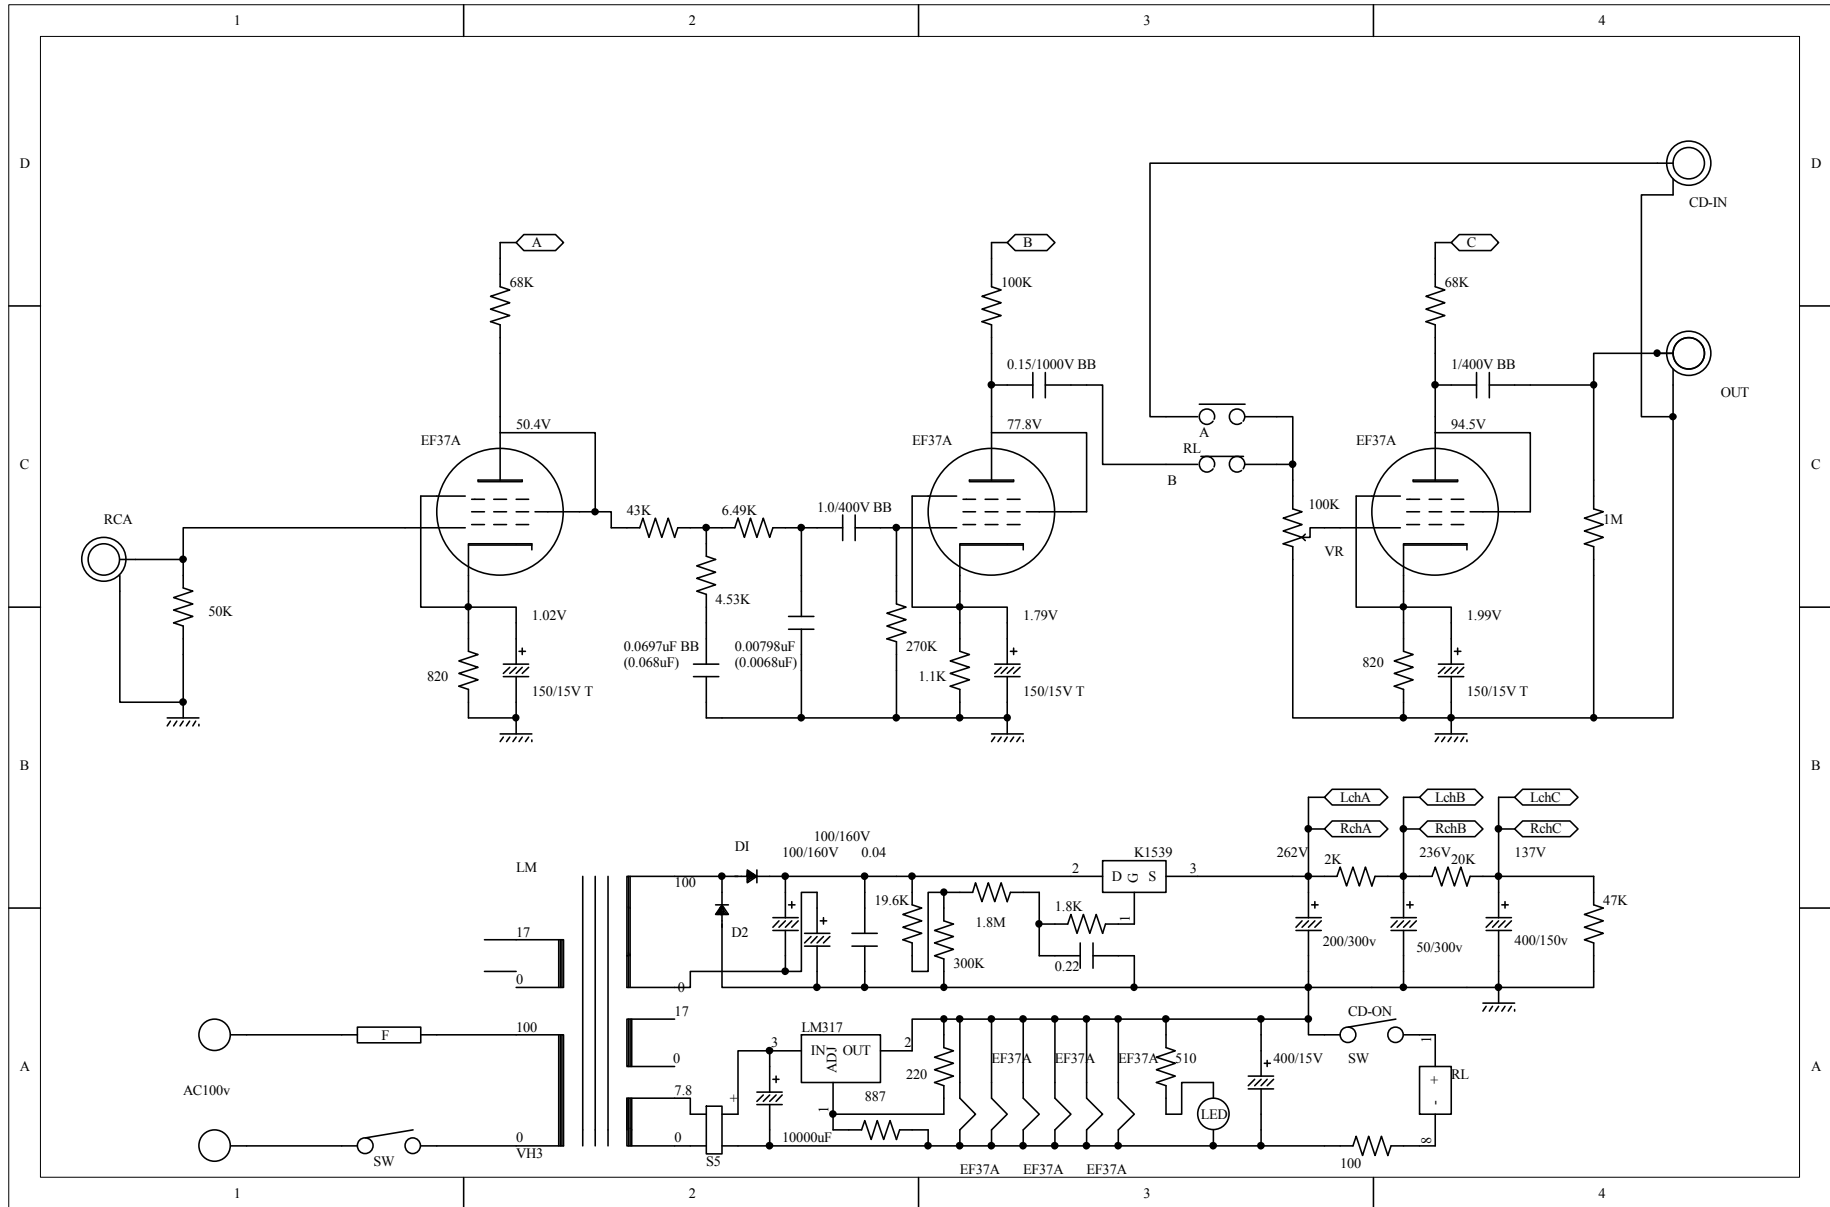 1 2 3 4
D D
CD-IN
A B C
68K 100K 68K
0.15/1000V BB 1/400V BB
OUT
50.4V 77.8V 94.5V
EF37A EF37A EF37A
A
RL
B
RCA 43K 6.49K 1.0/400V BB 100K 1M
VR
C C
4.53K
50K 1.02V 1.79V 1.99V
0.0697uF BB 0.00798uF 270K
(0.068uF) (0.0068uF)
820 1.1K 820
150/15V T 150/15V T 150/15V T
B B
LchA LchB LchC
RchA RchB RchC
100/160V
DI 100/160V 0.04 K1539 262V 236V 137V
LM 2 D G S 3 2K 20K
100
19.6K 1.8M 1.8K 1 47K
D2
17 200/300v 50/300v 400/150v
300K 0.22
0 0
17 CD-ON
100 LM317
F 3 IN OUT 2 SW 1
ADJ
0 EF37A EF37A EF37A 510 400/15V
A 220 RL A
AC100v 7.8 887 +
+ 1 LED -
0 0 10000uF 8
SW VH3 S5 EF37A EF37A EF37A 100
1 2 3 4